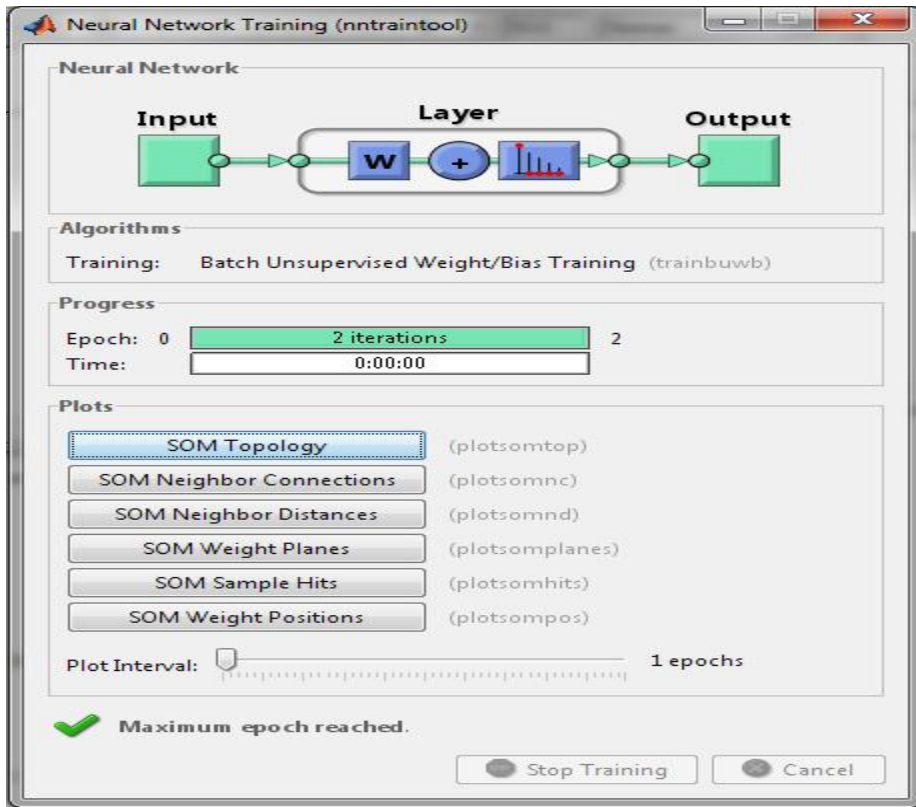 Neural Network Training (nntraintool)
Neural Network
Input
Layer
Output
W
+
Algorithms
Training: Batch Unsupervised Weight/Bias Training (trainbuwb)
Progress
Epoch: 0 2 iterations 2
Time: 0:00:00
Plots
SOM Topology (plotsomtop)
SOM Neighbor Connections (plotsomnc)
SOM Neighbor Distances (plotsomnd)
SOM Weight Planes (plotsomplanes)
SOM Sample Hits (plotsomhits)
SOM Weight Positions (plotsompos)
Plot Interval: 1 epochs
Maximum epoch reached.
Stop Training Cancel